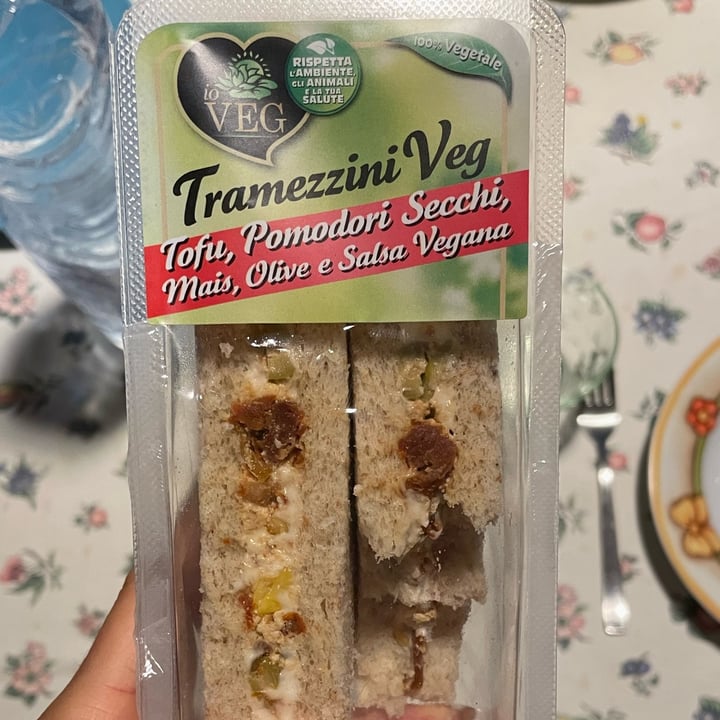 io
VEG
RISPETTA
L'AMBIENTE,
GLI ANIMALI
E LA TUA
SALUTE
100% Vegetale
Tramezzini Veg
Tofu, Pomodori Secchi,
Mais, Olive e Salsa Vegana